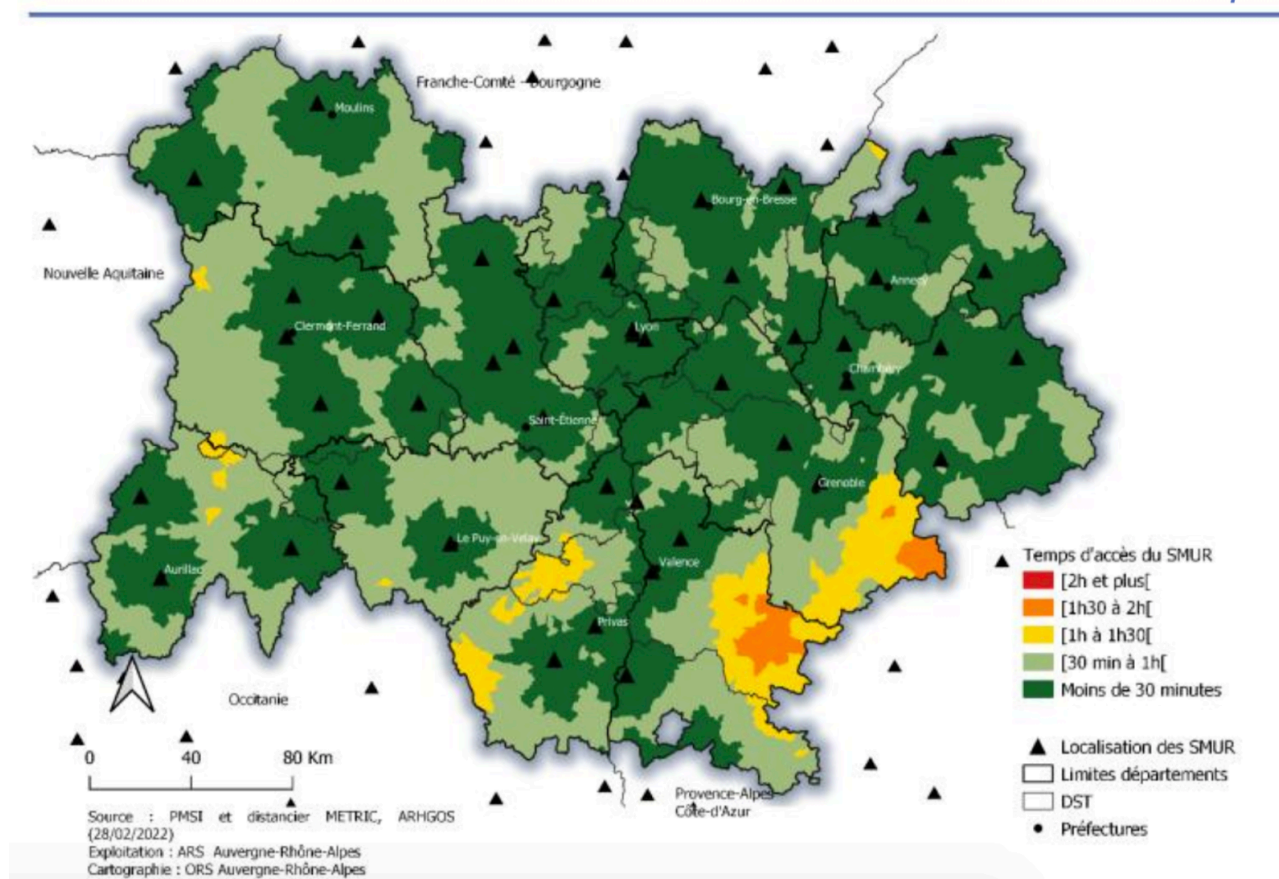 Franche-Comté - Bourgogne
Moulins
Bourg-en-Bresse
Nouvelle Aquitaine
Annecy
Clermont-Ferrand
Lyon
Chambéry
Saint-Étienne
Grenoble
Le Puy-en-Velay
Valence
Aurillac
Privas
Occitanie
Provence-Alpes
Côte-d'Azur
Temps d'accès du SMUR
[2h et plus[
[1h30 à 2h[
[1h à 1h30[
[30 min à 1h[
Moins de 30 minutes
Localisation des SMUR
Limites départements
DST
Préfectures
0 40 80 Km
Source : PMSI et distancier METRIC, ARHGOS
(28/02/2022)
Exploitation : ARS Auvergne-Rhône-Alpes
Cartographie : ORS Auvergne-Rhône-Alpes